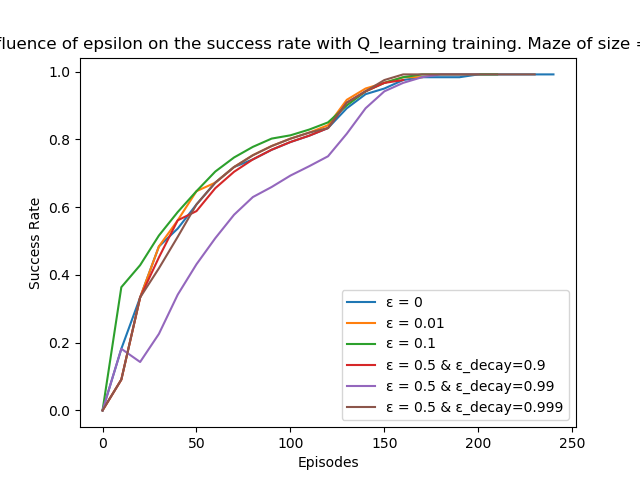 fluence of epsilon on the success rate with Q_learning training. Maze of size =
1.0
0.8
0.6
0.4
0.2
0.0
Success Rate
ε = 0
ε = 0.01
ε = 0.1
ε = 0.5 & ε_decay=0.9
ε = 0.5 & ε_decay=0.99
ε = 0.5 & ε_decay=0.999
0
50
100
150
200
250
Episodes